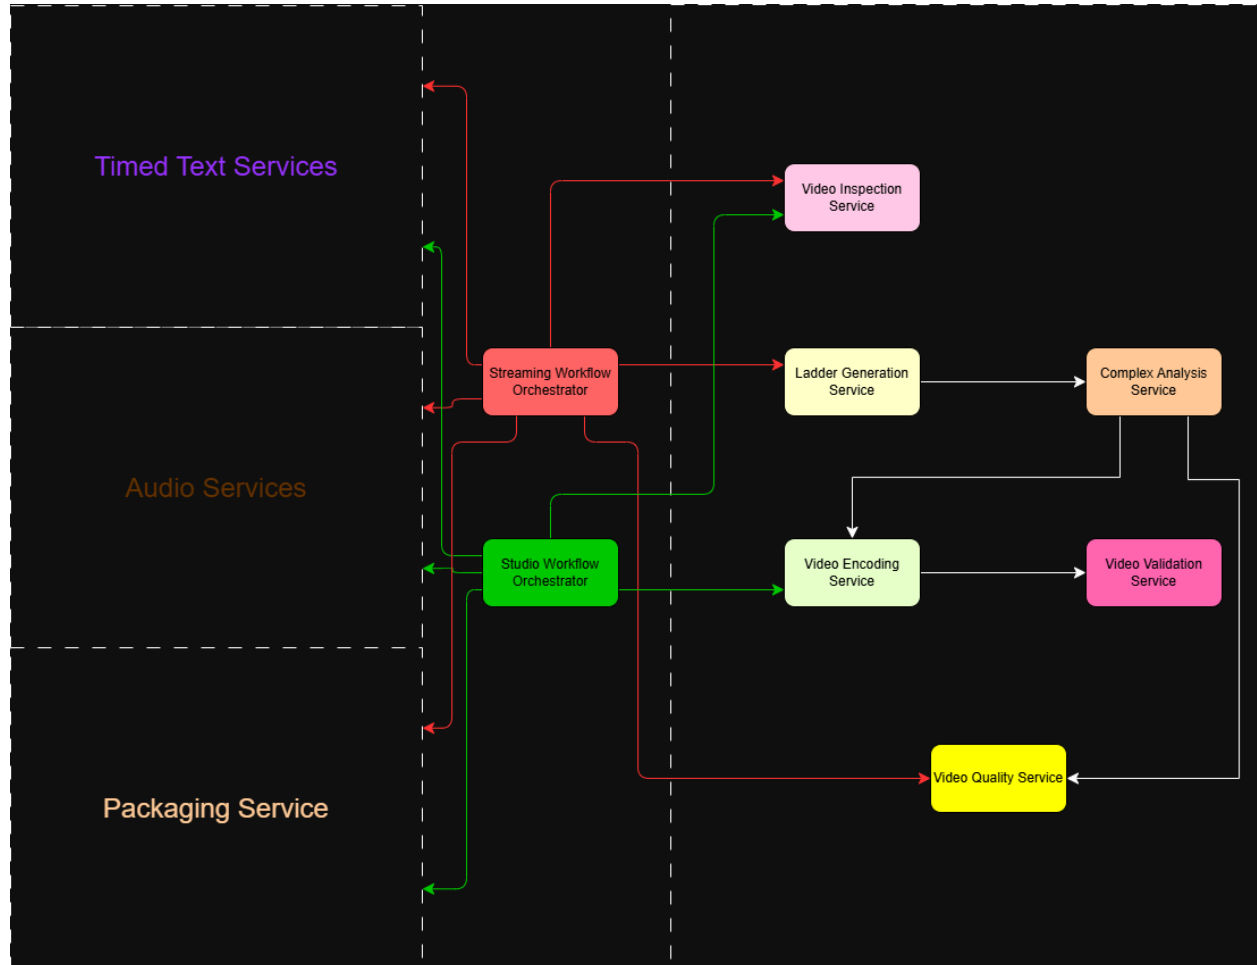 Timed Text Services
Video Inspection
Service
Streaming Workflow
Orchestrator
Ladder Generation
Service
Complex Analysis
Service
Audio Services
Studio Workflow
Orchestrator
Video Encoding
Service
Video Validation
Service
Packaging Service
Video Quality Service